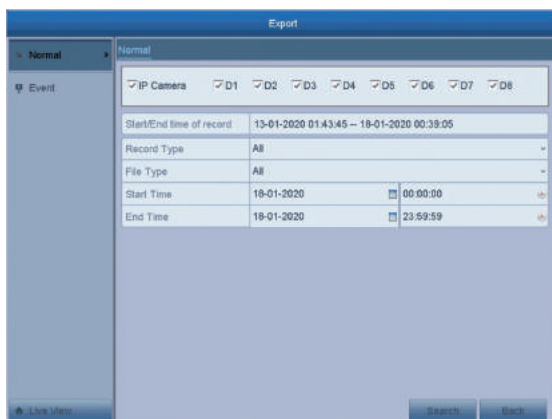 Export
Normal
Event
Normal
IP Camera D1 D2 D3 D4 D5 D6 D7 D8
Start/End time of record 13-01-2020 01:43:45 -- 18-01-2020 00:39:05
Record Type All
File Type All
Start Time 18-01-2020 00:00:00
End Time 18-01-2020 23:59:59
Live View
Search Back